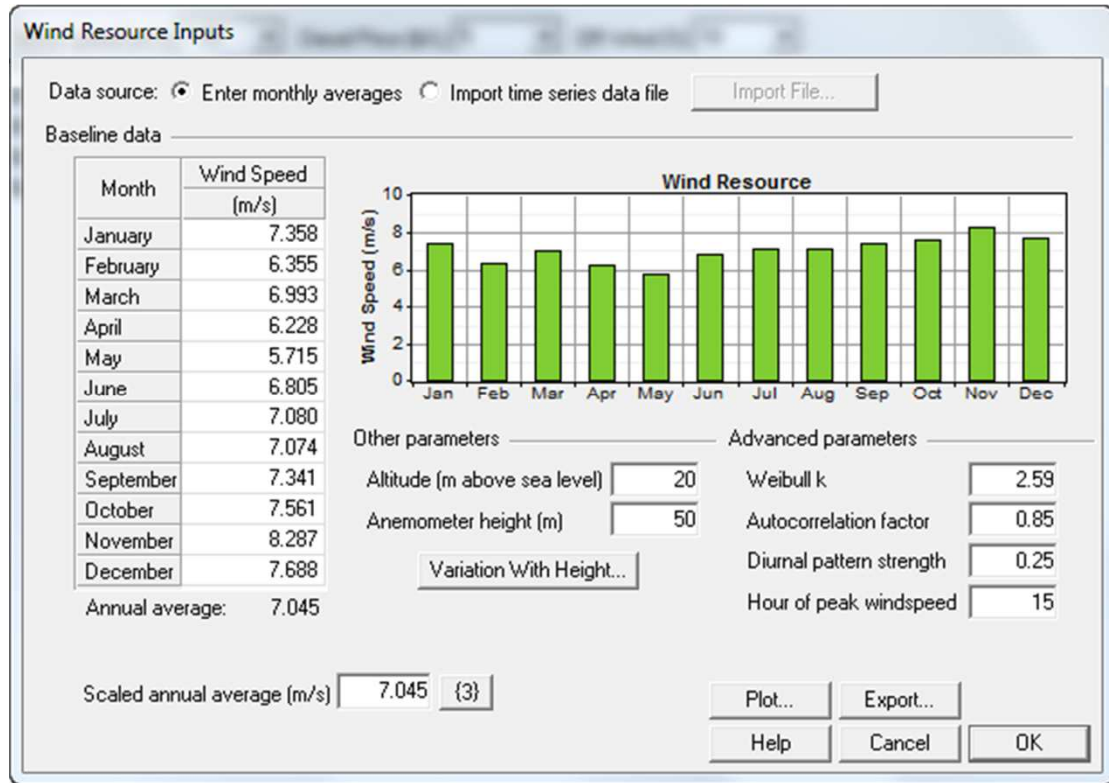 Wind Resource Inputs
Data source: Enter monthly averages Import time series data file Import File...
Baseline data
Month Wind Speed
(m/s)
January 7.358
February 6.355
March 6.993
April 6.228
May 5.715
June 6.805
July 7.080
August 7.074
September 7.341
October 7.561
November 8.287
December 7.688
Annual average: 7.045
Wind Resource
Wind Speed (m/s)
10
8
6
4
2
0
Jan Feb Mar Apr May Jun Jul Aug Sep Oct Nov Dec
Other parameters
Altitude (m above sea level) 20
Anemometer height (m) 50
Variation With Height...
Advanced parameters
Weibull k 2.59
Autocorrelation factor 0.85
Diurnal pattern strength 0.25
Hour of peak windspeed 15
Scaled annual average (m/s) 7.045 {3}
Plot... Export...
Help Cancel OK